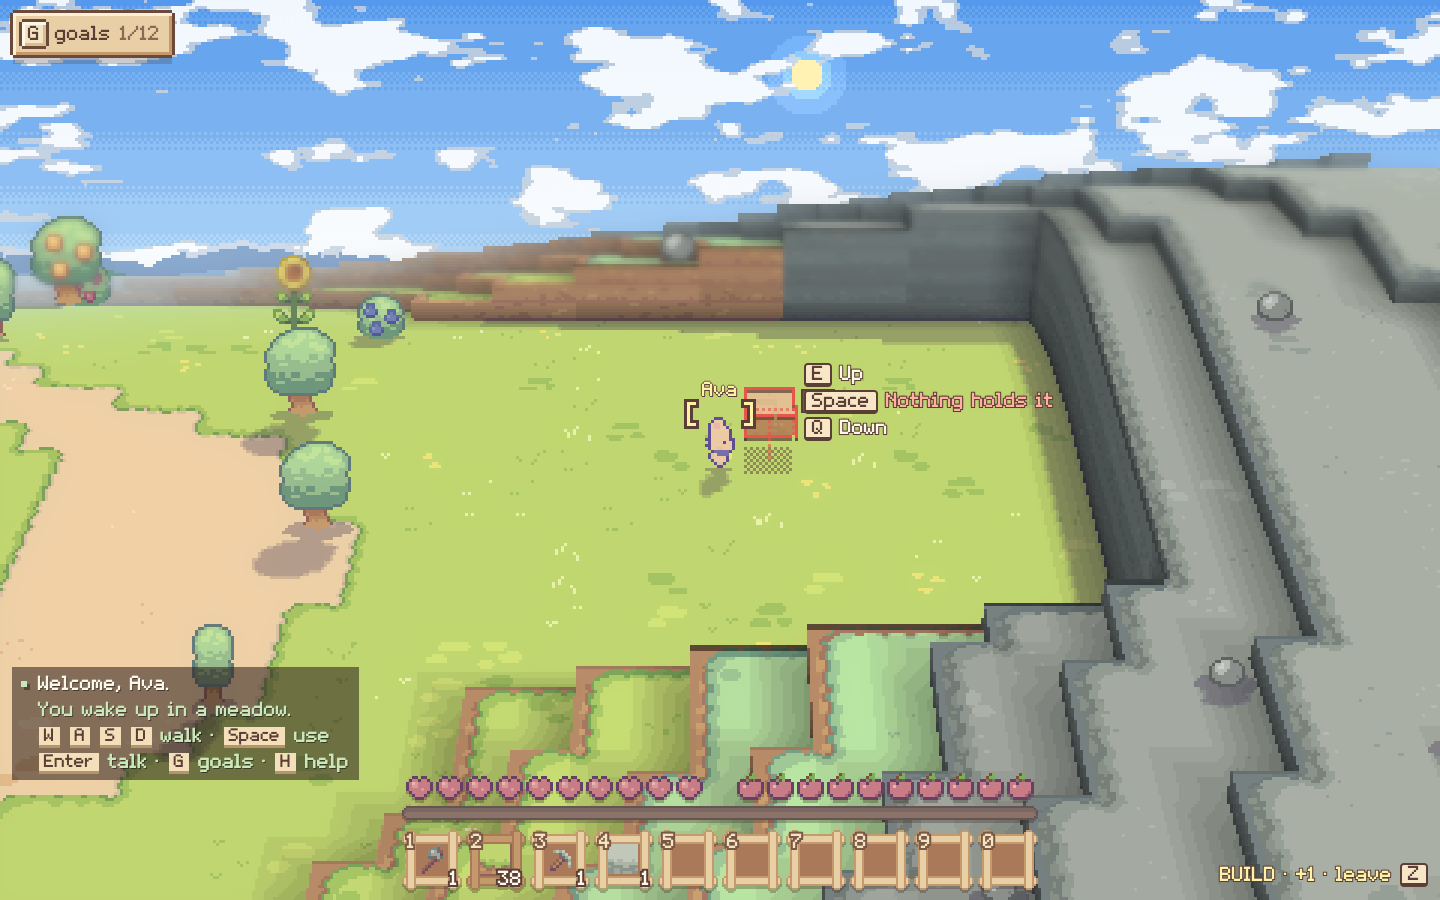 G goals 1/12
Ava
E Up
Space Nothing holds it
Q Down
Welcome, Ava.
You wake up in a meadow.
W A S D walk · Space use
Enter talk · G goals · H help
1 2 3 4 5 6 7 8 9 0
1 38 1 1
BUILD · +1 · leave Z